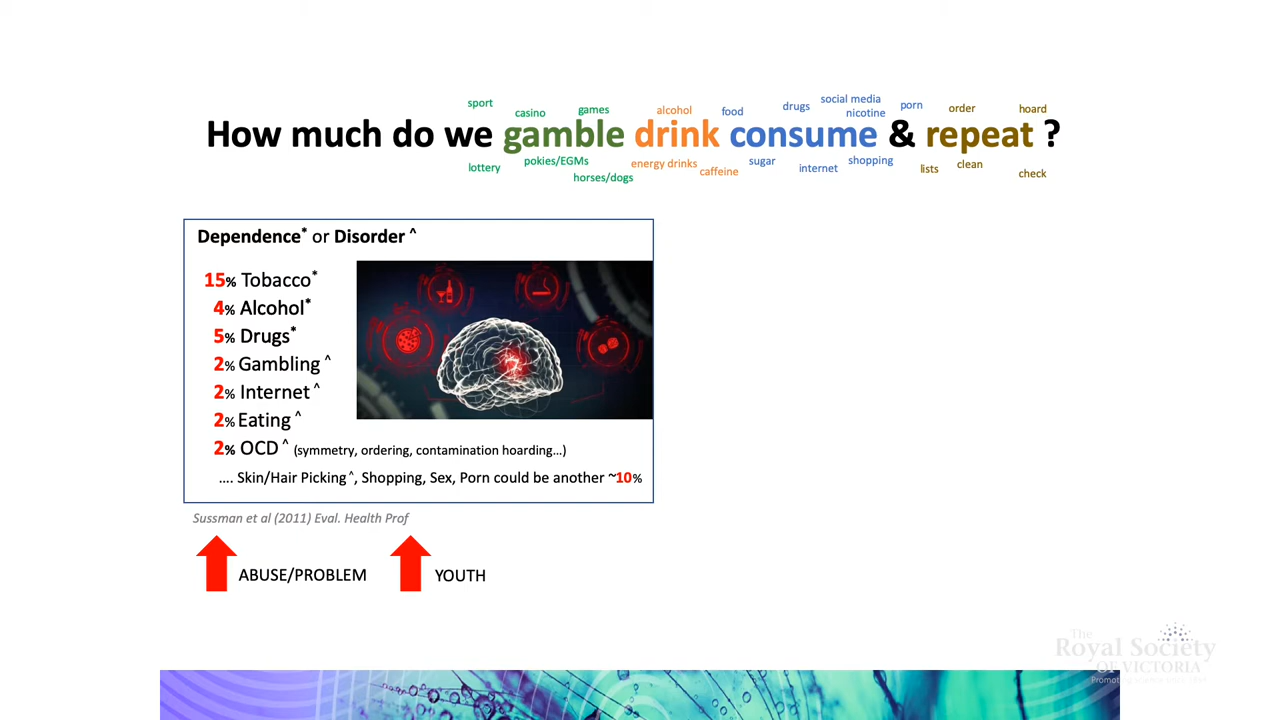 sport casino games alcohol food drugs social media nicotine porn order hoard
How much do we gamble drink consume & repeat ?
lottery pokies/EGMs horses/dogs energy drinks caffeine sugar internet shopping lists clean check
Dependence* or Disorder ^
15% Tobacco*
4% Alcohol*
5% Drugs*
2% Gambling ^
2% Internet ^
2% Eating ^
2% OCD ^ (symmetry, ordering, contamination hoarding...)
.... Skin/Hair Picking^, Shopping, Sex, Porn could be another ~10%
Sussman et al (2011) Eval. Health Prof
ABUSE/PROBLEM YOUTH
The
Royal Society
OF VICTORIA